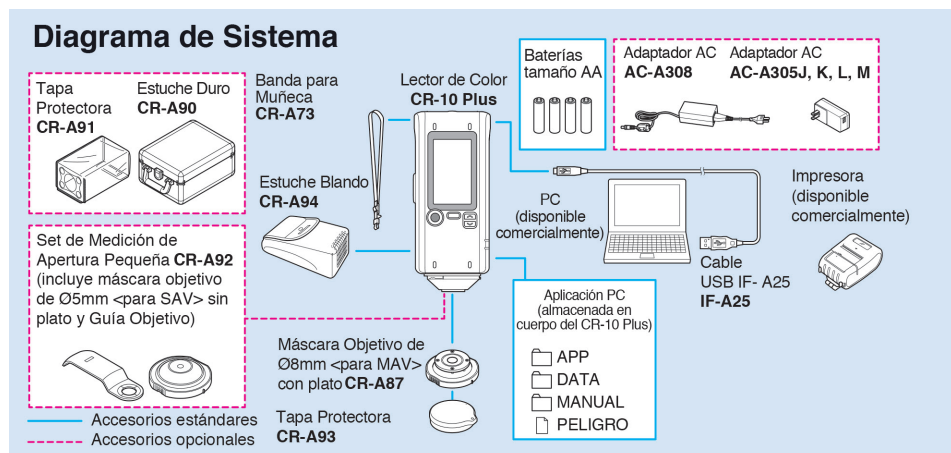 Diagrama de Sistema
Tapa
Protectora
CR-A91
Estuche Duro
CR-A90
Banda para
Muñeca
CR-A73
Lector de Color
CR-10 Plus
Baterías
tamaño AA
Adaptador AC
AC-A308
Adaptador AC
AC-A305J, K, L, M
Estuche Blando
CR-A94
PC
(disponible
comercialmente)
Impresora
(disponible
comercialmente)
Cable
USB IF- A25
IF-A25
Set de Medición de
Apertura Pequeña CR-A92
(incluye máscara objetivo
de Ø5mm <para SAV> sin
plato y Guía Objetivo)
Aplicación PC
(almacenada en
cuerpo del CR-10 Plus)
APP
DATA
MANUAL
PELIGRO
Máscara Objetivo de
Ø8mm <para MAV>
con plato CR-A87
Tapa Protectora
CR-A93
Accesorios estándares
Accesorios opcionales